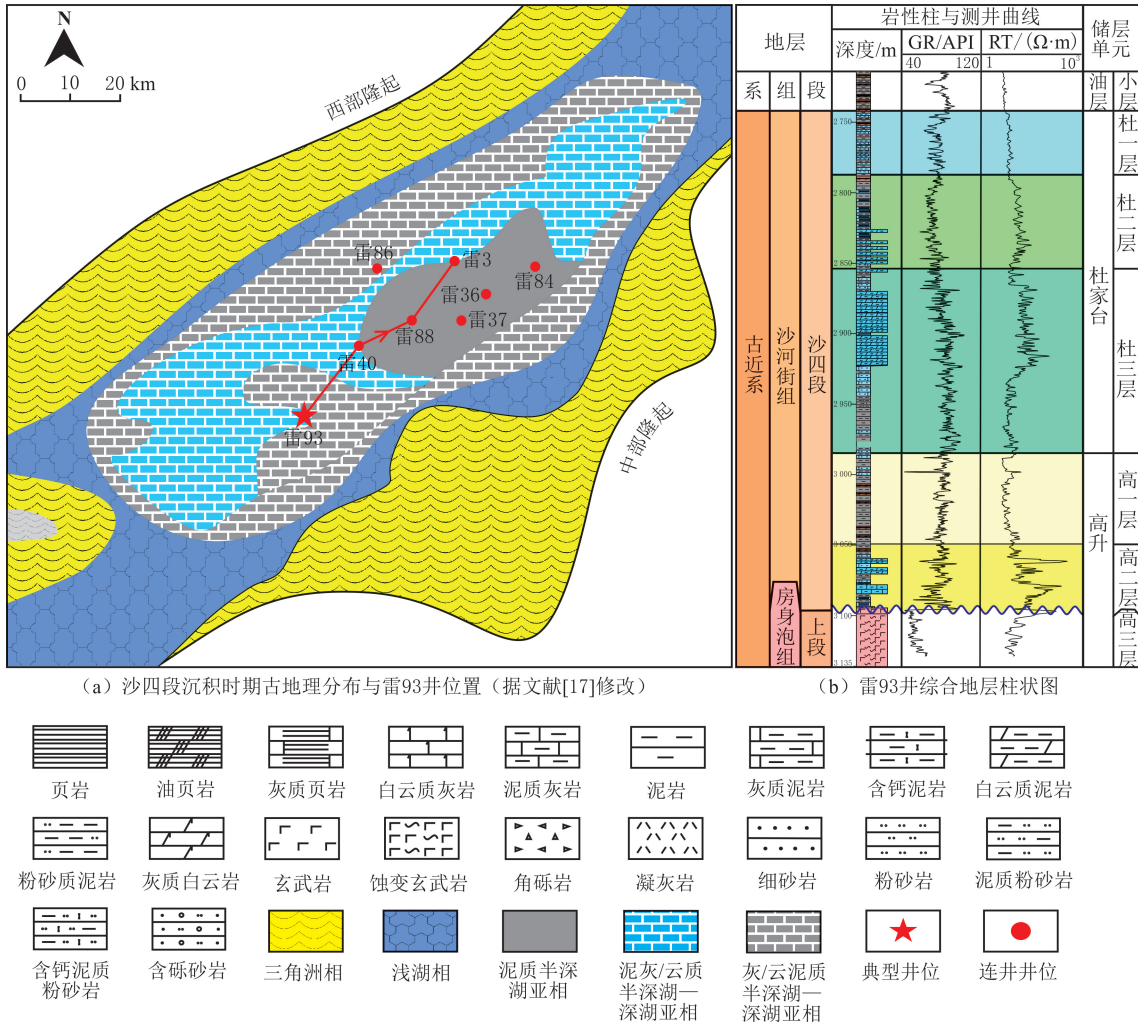 N
0 10 20 km
西部隆起
中部隆起
雷86
雷3
雷84
雷36
雷37
雷88
雷40
雷93
(a) 沙四段沉积时期古地理分布与雷93井位置（据文献[17]修改）
地层
岩性柱与测井曲线
储层
单元
深度/m
GR/API
40 120
RT/(Ω·m)
1 10³
系
组
段
油层
小层
古近系
沙河街组
房身泡组
沙四段
上段
2 750
2 800
2 850
2 900
2 950
3 000
3 050
3 100
3 135
杜家台
高升
杜一层
杜二层
杜三层
高一层
高二层
高三层
(b) 雷93井综合地层柱状图
页岩
油页岩
灰质页岩
白云质灰岩
泥质灰岩
泥岩
灰质泥岩
含钙泥岩
白云质泥岩
粉砂质泥岩
灰质白云岩
玄武岩
蚀变玄武岩
角砾岩
凝灰岩
细砂岩
粉砂岩
泥质粉砂岩
含钙泥质
粉砂岩
含砾砂岩
三角洲相
浅湖相
泥质半深
湖亚相
泥灰/云质
半深湖—
深湖亚相
灰/云泥质
半深湖—
深湖亚相
典型井位
连井井位